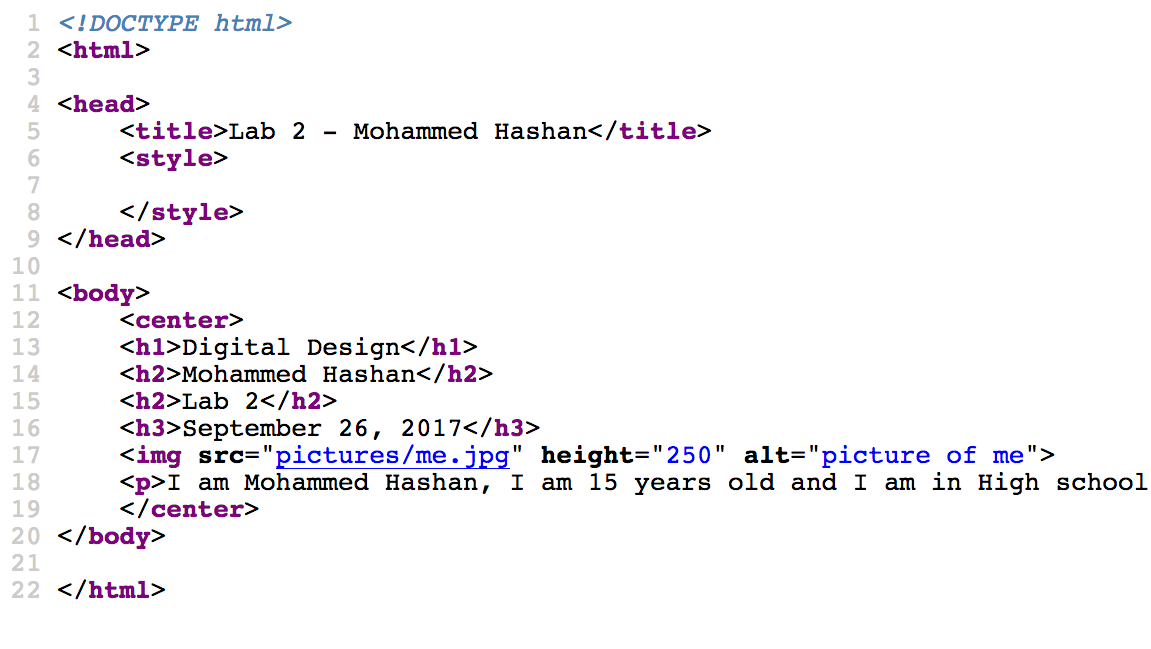 1 <!DOCTYPE html>
2 <html>
3
4 <head>
5     <title>Lab 2 - Mohammed Hashan</title>
6     <style>
7
8     </style>
9 </head>
10
11 <body>
12     <center>
13     <h1>Digital Design</h1>
14     <h2>Mohammed Hashan</h2>
15     <h2>Lab 2</h2>
16     <h3>September 26, 2017</h3>
17     <img src="pictures/me.jpg" height="250" alt="picture of me">
18     <p>I am Mohammed Hashan, I am 15 years old and I am in High school
19     </center>
20 </body>
21
22 </html>